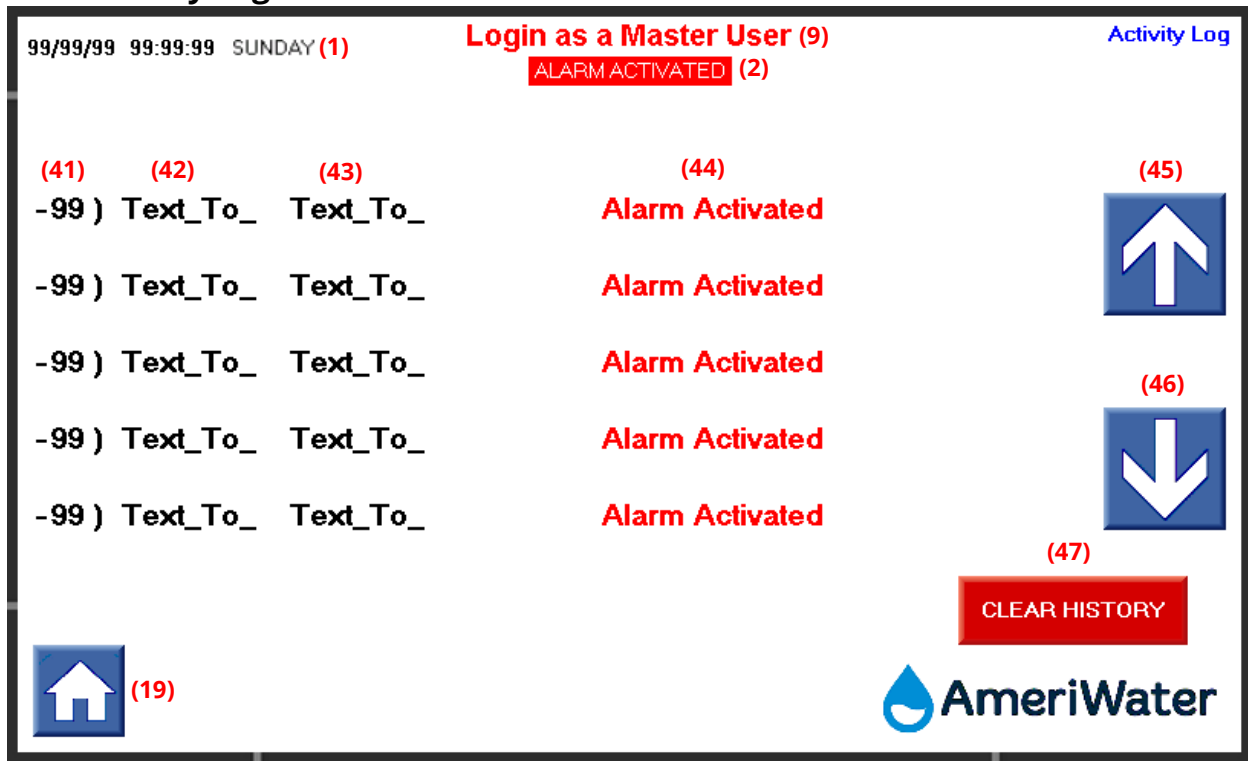 99/99/99 99:99:99 SUNDAY (1) Login as a Master User (9) Activity Log
ALARM ACTIVATED (2)
(41) (42) (43) (44) (45)
-99 ) Text_To_ Text_To_ Alarm Activated
-99 ) Text_To_ Text_To_ Alarm Activated
-99 ) Text_To_ Text_To_ Alarm Activated
(46)
-99 ) Text_To_ Text_To_ Alarm Activated
-99 ) Text_To_ Text_To_ Alarm Activated
(47)
CLEAR HISTORY
(19)
AmeriWater